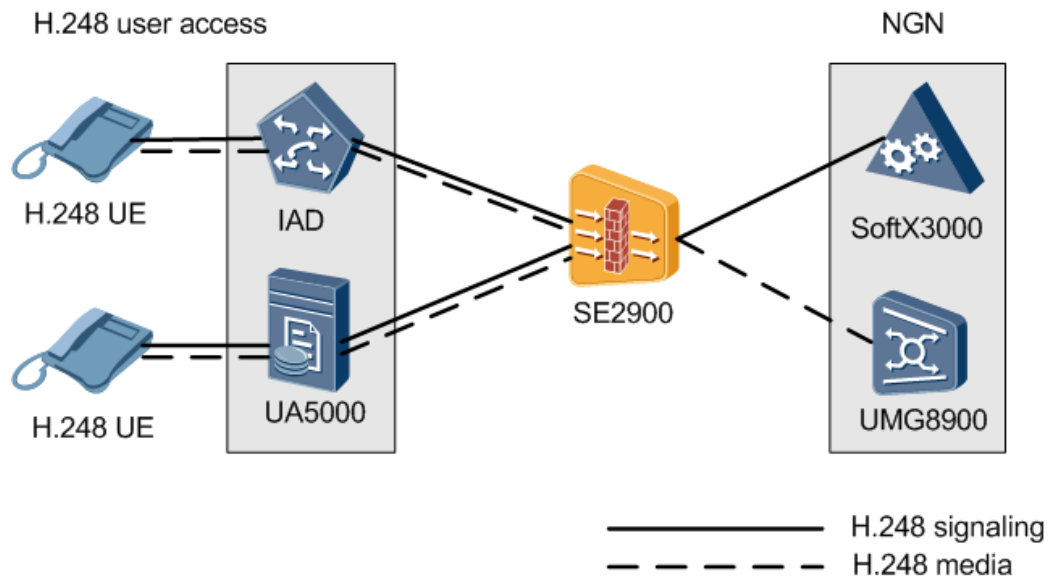 H.248 user access
NGN
H.248 UE
IAD
SE2900
SoftX3000
H.248 UE
UA5000
UMG8900
H.248 signaling
H.248 media